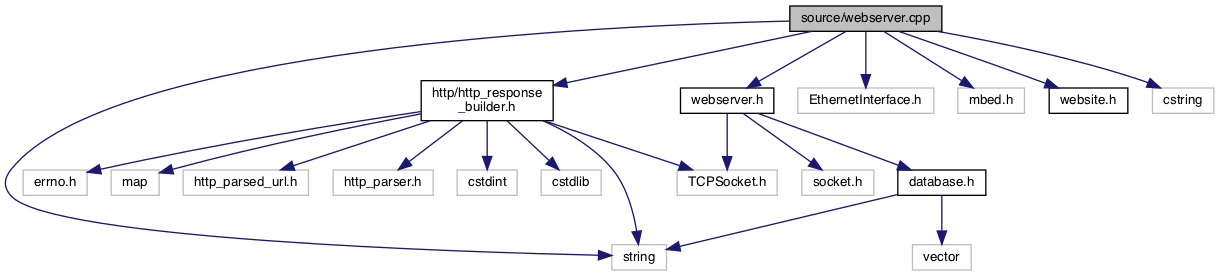 source/webserver.cpp
http/http_response
_builder.h
webserver.h
EthernetInterface.h
mbed.h
website.h
cstring
errno.h
map
http_parsed_url.h
http_parser.h
cstdint
cstdlib
TCPSocket.h
socket.h
database.h
string
vector